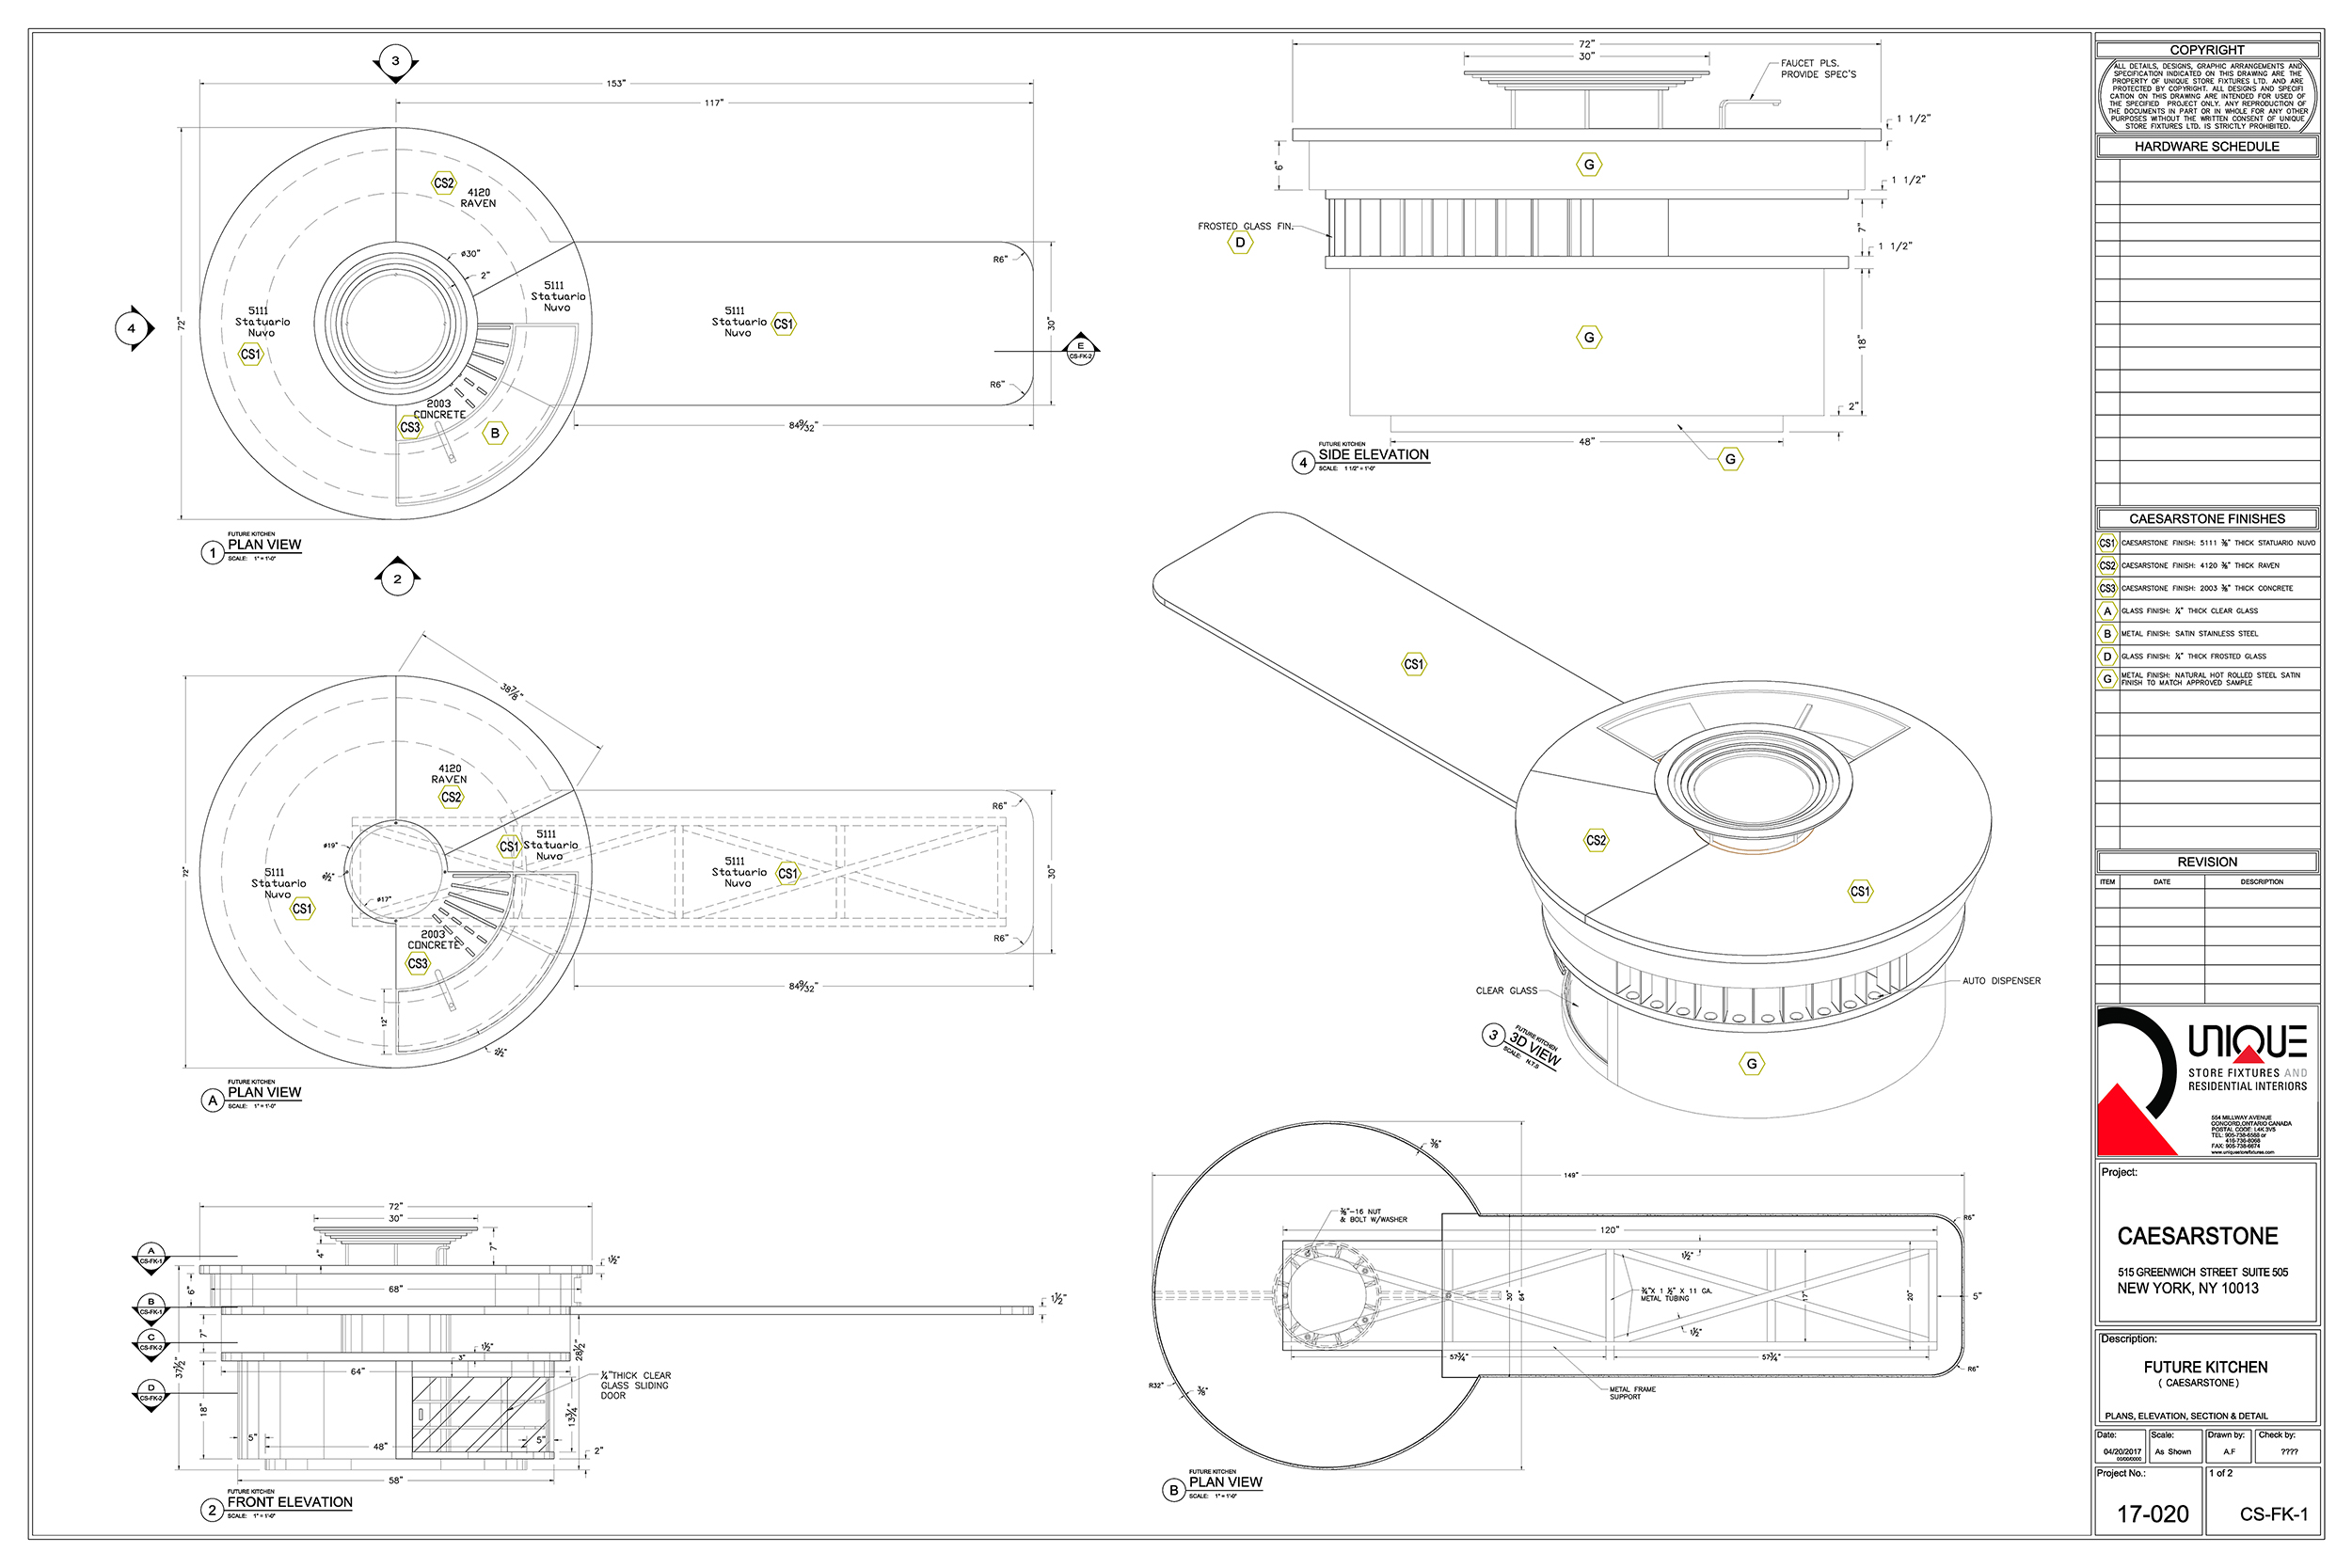 3
153"
117"
72"
CS2
4120
RAVEN
ø30"
2"
5111
Statuario
Nuvo
5111
Statuario
Nuvo
CS1
4
5111
Statuario
Nuvo
CS1
R6"
R6"
30"
E
CS-FK-2
2003
CONCRETE
CS3
B
84 9/32"
1
FUTURE KITCHEN
PLAN VIEW
SCALE: 1" = 1'-0"
2
72"
30"
FAUCET PLS.
PROVIDE SPEC'S
1 1/2"
6"
G
1 1/2"
FROSTED GLASS FIN.
D
7"
1 1/2"
G
18"
2"
48"
G
4
FUTURE KITCHEN
SIDE ELEVATION
SCALE: 1 1/2" = 1'-0"
38 7/8"
72"
4120
RAVEN
CS2
ø19"
CS1
5111
Statuario
Nuvo
5111
Statuario
Nuvo
CS1
5111
Statuario
Nuvo
CS1
ø17"
R6"
R6"
30"
2003
CONCRETE
CS3
12"
2 1/2"
84 9/32"
A
FUTURE KITCHEN
PLAN VIEW
SCALE: 1" = 1'-0"
CS1
CS2
CS1
CLEAR GLASS
AUTO DISPENSER
G
3
FUTURE KITCHEN
3D VIEW
SCALE: N.T.S
72"
30"
A
CS-FK-1
4"
7"
1 1/2"
6"
68"
B
CS-FK-1
1 1/2"
7"
C
CS-FK-2
37 1/2"
1 1/2"
28 1/2"
64"
3"
1/4"THICK CLEAR
GLASS SLIDING
DOOR
D
CS-FK-2
18"
13 3/4"
5"
48"
5"
2"
58"
2
FUTURE KITCHEN
FRONT ELEVATION
SCALE: 1" = 1'-0"
3/8"
149"
3/8"-16 NUT
& BOLT W/WASHER
R6"
120"
1 1/2"
30"
64"
3/4"X 1 1/2" X 11 GA.
METAL TUBING
17"
20"
5"
1 1/2"
57 3/4"
57 3/4"
R32"
3/8"
METAL FRAME
SUPPORT
R6"
B
FUTURE KITCHEN
PLAN VIEW
SCALE: 1" = 1'-0"
COPYRIGHT
ALL DETAILS, DESIGNS, GRAPHIC ARRANGEMENTS AND
SPECIFICATION INDICATED ON THIS DRAWING ARE THE
PROPERTY OF UNIQUE STORE FIXTURES LTD. AND ARE
PROTECTED BY COPYRIGHT. ALL DESIGNS AND SPECIFI
CATION ON THIS DRAWING ARE INTENDED FOR USED OF
THE SPECIFIED PROJECT ONLY. ANY REPRODUCTION OF
THE DOCUMENTS IN PART OR IN WHOLE FOR ANY OTHER
PURPOSES WITHOUT THE WRITTEN CONSENT OF UNIQUE
STORE FIXTURES LTD. IS STRICTLY PROHIBITED.
HARDWARE SCHEDULE
CAESARSTONE FINISHES
CS1 CAESARSTONE FINISH: 5111 3/8" THICK STATUARIO NUVO
CS2 CAESARSTONE FINISH: 4120 3/8" THICK RAVEN
CS3 CAESARSTONE FINISH: 2003 3/8" THICK CONCRETE
A GLASS FINISH: 1/4" THICK CLEAR GLASS
B METAL FINISH: SATIN STAINLESS STEEL
D GLASS FINISH: 1/4" THICK FROSTED GLASS
G METAL FINISH: NATURAL HOT ROLLED STEEL SATIN
FINISH TO MATCH APPROVED SAMPLE
REVISION
ITEM DATE DESCRIPTION
UNIQUE
STORE FIXTURES AND
RESIDENTIAL INTERIORS
554 MILLWAY AVENUE
CONCORD,ONTARIO CANADA
POSTAL CODE: L4K 3V5
TEL: 905-738-6588 or
416-736-8068
FAX: 905-738-6674
www.uniquestorefixtures.com
Project:
CAESARSTONE
515 GREENWICH STREET SUITE 505
NEW YORK, NY 10013
Description:
FUTURE KITCHEN
( CAESARSTONE )
PLANS, ELEVATION, SECTION & DETAIL
Date: Scale: Drawn by: Check by:
04/20/2017 As Shown A.F ????
00/00/0000
Project No.: 1 of 2
17-020 CS-FK-1